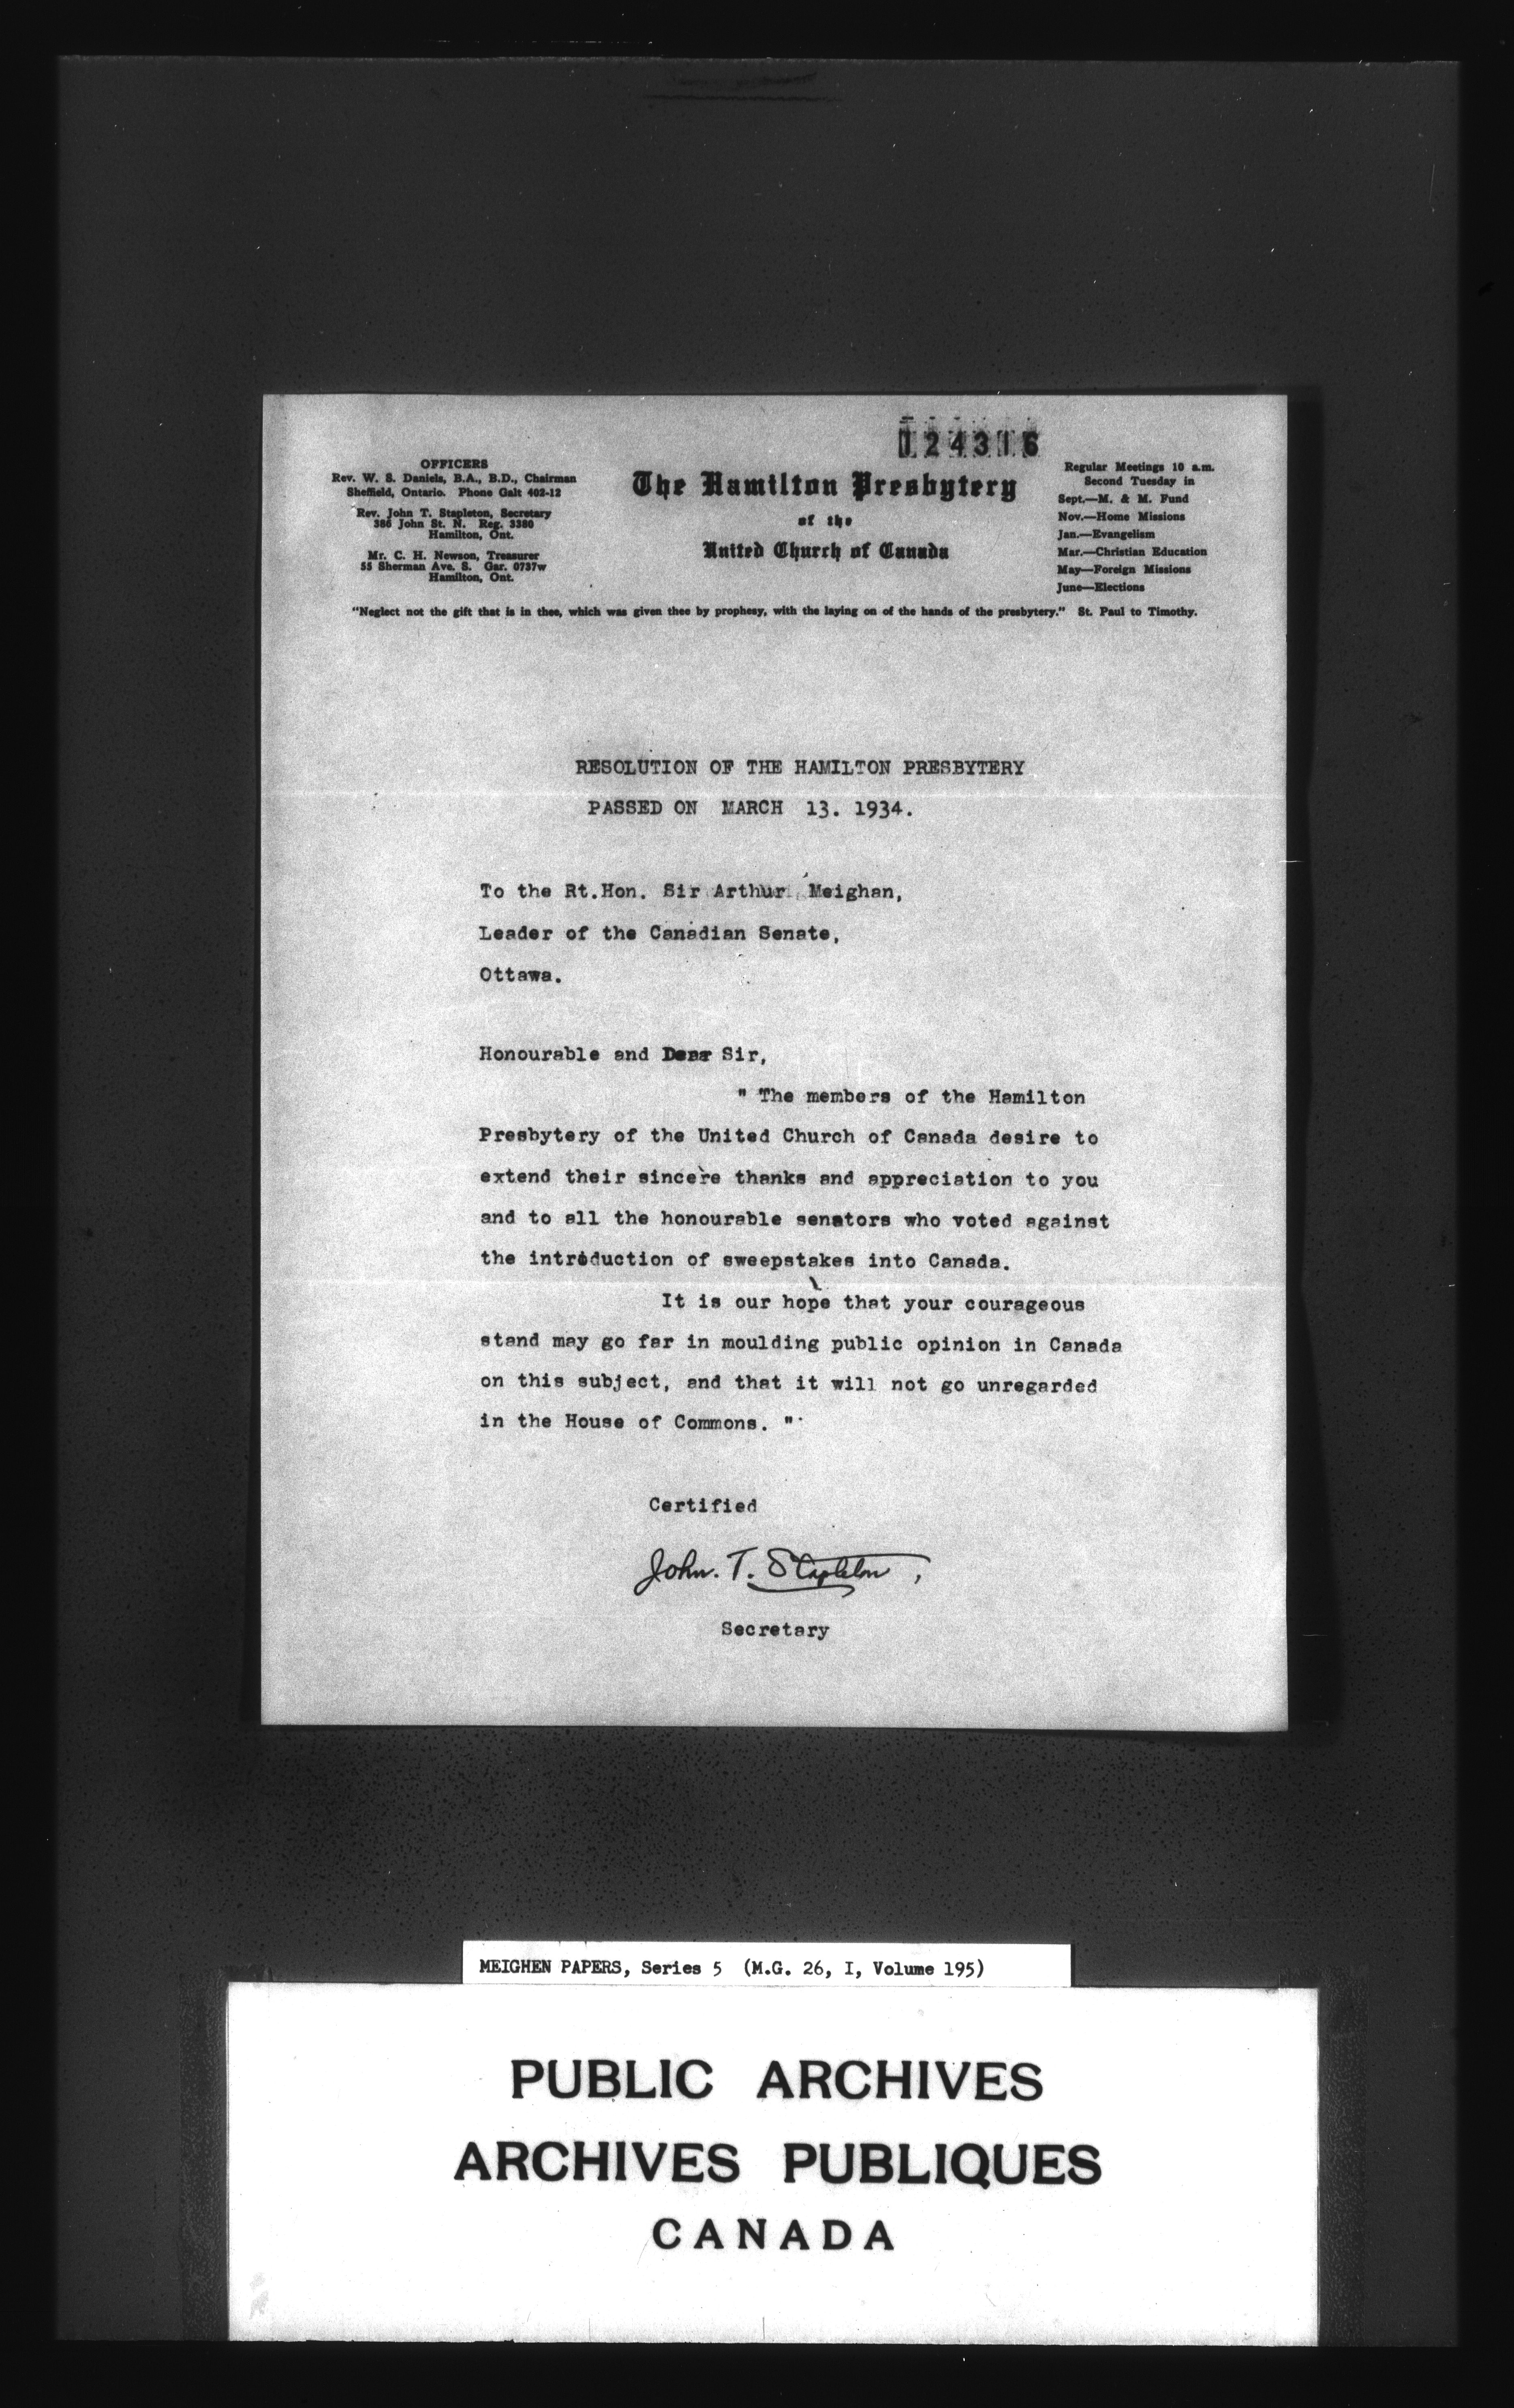 124316
OFFICERS
Rev. W. S. Daniels, B.A., B.D., Chairman
Sheffield, Ontario. Phone Galt 402-12
Rev. John T. Stapleton, Secretary
386 John St. N. Reg. 3380
Hamilton, Ont.
Mr. C. H. Newson, Treasurer
55 Sherman Ave. S. Gar. 0737w
Hamilton, Ont.
The Hamilton Presbytery
of the
United Church of Canada
Regular Meetings 10 a.m.
Second Tuesday in
Sept.—M. & M. Fund
Nov.—Home Missions
Jan.—Evangelism
Mar.—Christian Education
May—Foreign Missions
June—Elections
"Neglect not the gift that is in thee, which was given thee by prophesy, with the laying on of the hands of the presbytery." St. Paul to Timothy.
RESOLUTION OF THE HAMILTON PRESBYTERY
PASSED ON MARCH 13. 1934.
To the Rt.Hon. Sir Arthur Meighan,
Leader of the Canadian Senate,
Ottawa.
Honourable and Dear Sir,
" The members of the Hamilton
Presbytery of the United Church of Canada desire to
extend their sincere thanks and appreciation to you
and to all the honourable senators who voted against
the introduction of sweepstakes into Canada.
It is our hope that your courageous
stand may go far in moulding public opinion in Canada
on this subject, and that it will not go unregarded
in the House of Commons. "
Certified
John. T. Stapleton,
Secretary
MEIGHEN PAPERS, Series 5 (M.G. 26, I, Volume 195)
PUBLIC ARCHIVES
ARCHIVES PUBLIQUES
CANADA